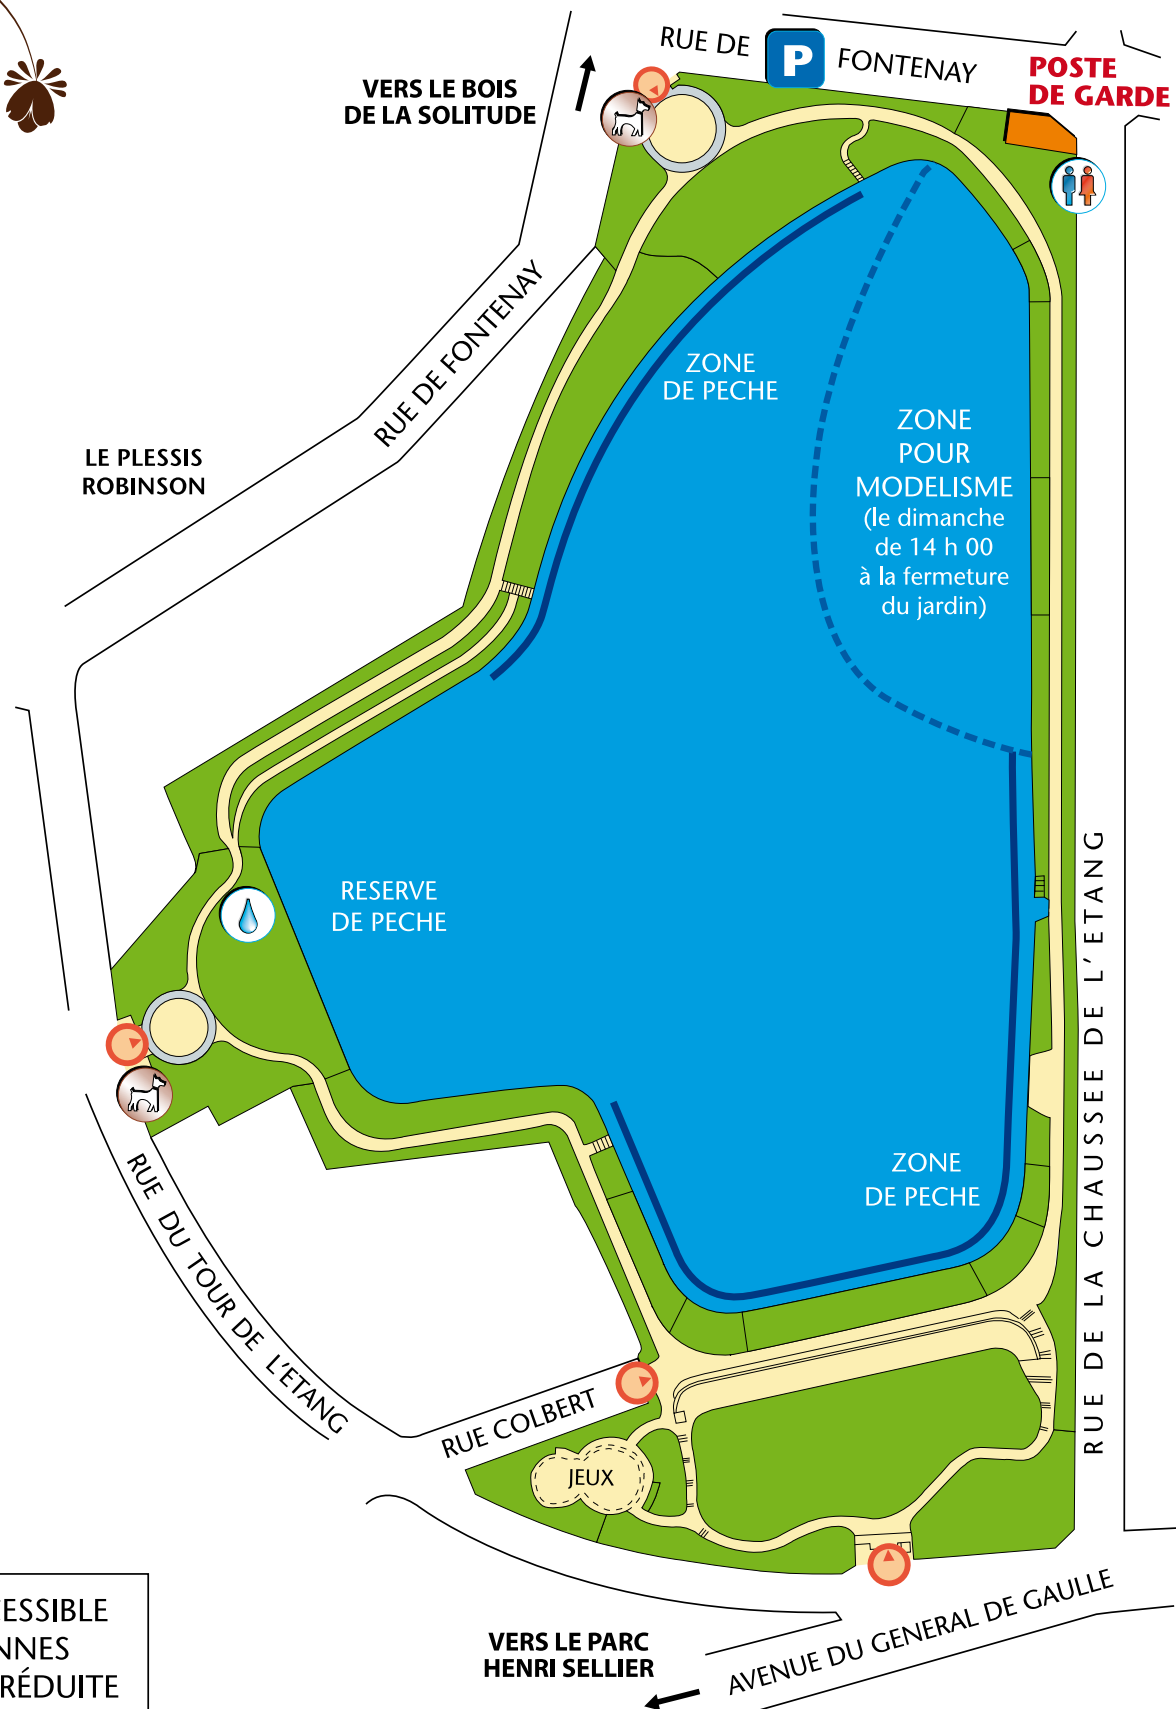 RUE DE P FONTENAY
POSTE
DE GARDE
VERS LE BOIS
DE LA SOLITUDE
RUE DE FONTENAY
ZONE
DE PECHE
ZONE
POUR
MODELISME
(le dimanche
de 14 h 00
à la fermeture
du jardin)
LE PLESSIS
ROBINSON
RESERVE
DE PECHE
RUE DE LA CHAUSSEE DE L'ETANG
ZONE
DE PECHE
RUE DU TOUR DE L'ETANG
RUE COLBERT
JEUX
AVENUE DU GENERAL DE GAULLE
VERS LE PARC
HENRI SELLIER
ESSIBLE
NNES
RÉDUITE